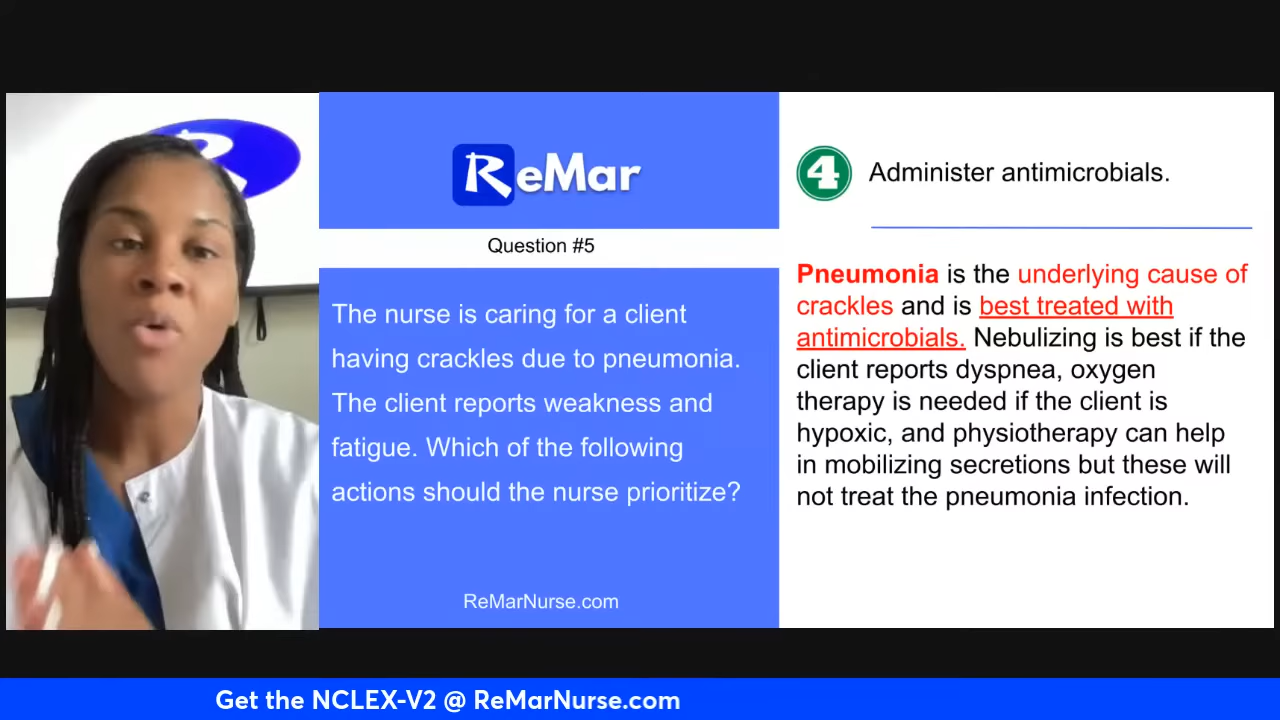 ReMar
Question #5
The nurse is caring for a client
having crackles due to pneumonia.
The client reports weakness and
fatigue. Which of the following
actions should the nurse prioritize?
ReMarNurse.com
4 Administer antimicrobials.
Pneumonia is the underlying cause of
crackles and is best treated with
antimicrobials. Nebulizing is best if the
client reports dyspnea, oxygen
therapy is needed if the client is
hypoxic, and physiotherapy can help
in mobilizing secretions but these will
not treat the pneumonia infection.
Get the NCLEX-V2 @ ReMarNurse.com